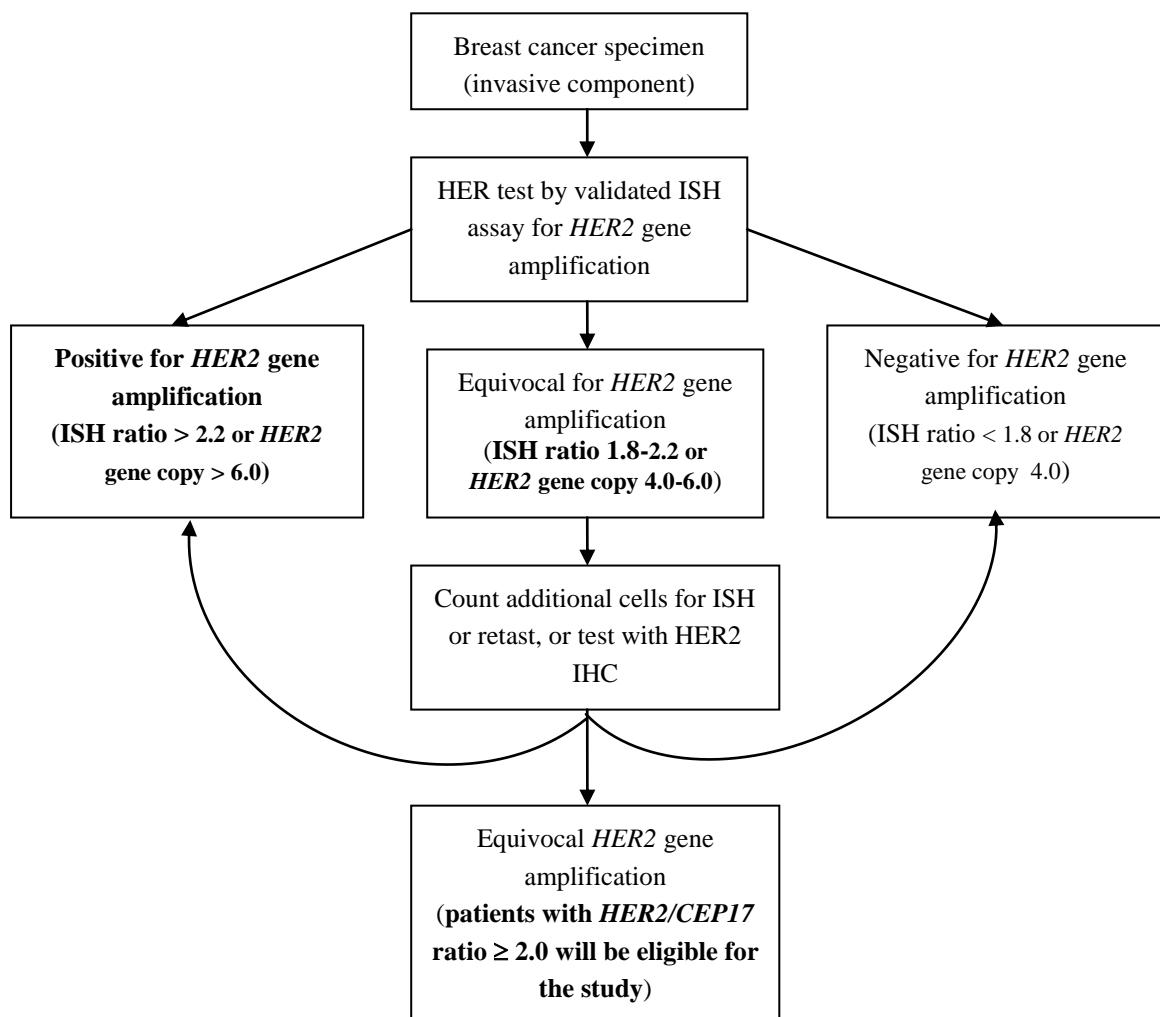 Breast cancer specimen
(invasive component)
HER test by validated ISH
assay for HER2 gene
amplification
Positive for HER2 gene
amplification
(ISH ratio > 2.2 or HER2
gene copy > 6.0)
Equivocal for HER2 gene
amplification
(ISH ratio 1.8-2.2 or
HER2 gene copy 4.0-6.0)
Negative for HER2 gene
amplification
(ISH ratio < 1.8 or HER2
gene copy 4.0)
Count additional cells for ISH
or retast, or test with HER2
IHC
Equivocal HER2 gene
amplification
(patients with HER2/CEP17
ratio ≥ 2.0 will be eligible for
the study)